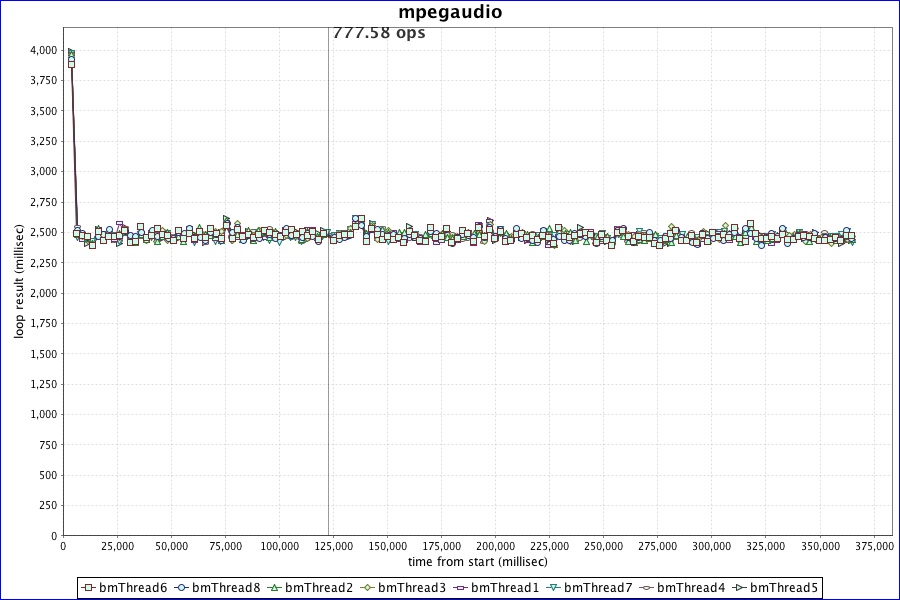 mpegaudio
777.58 ops
4,000
3,750
3,500
3,250
3,000
2,750
2,500
2,250
2,000
1,750
1,500
1,250
1,000
750
500
250
0
loop result (millisec)
0 25,000 50,000 75,000 100,000 125,000 150,000 175,000 200,000 225,000 250,000 275,000 300,000 325,000 350,000 375,000
time from start (millisec)
bmThread6 bmThread8 bmThread2 bmThread3 bmThread1 bmThread7 bmThread4 bmThread5